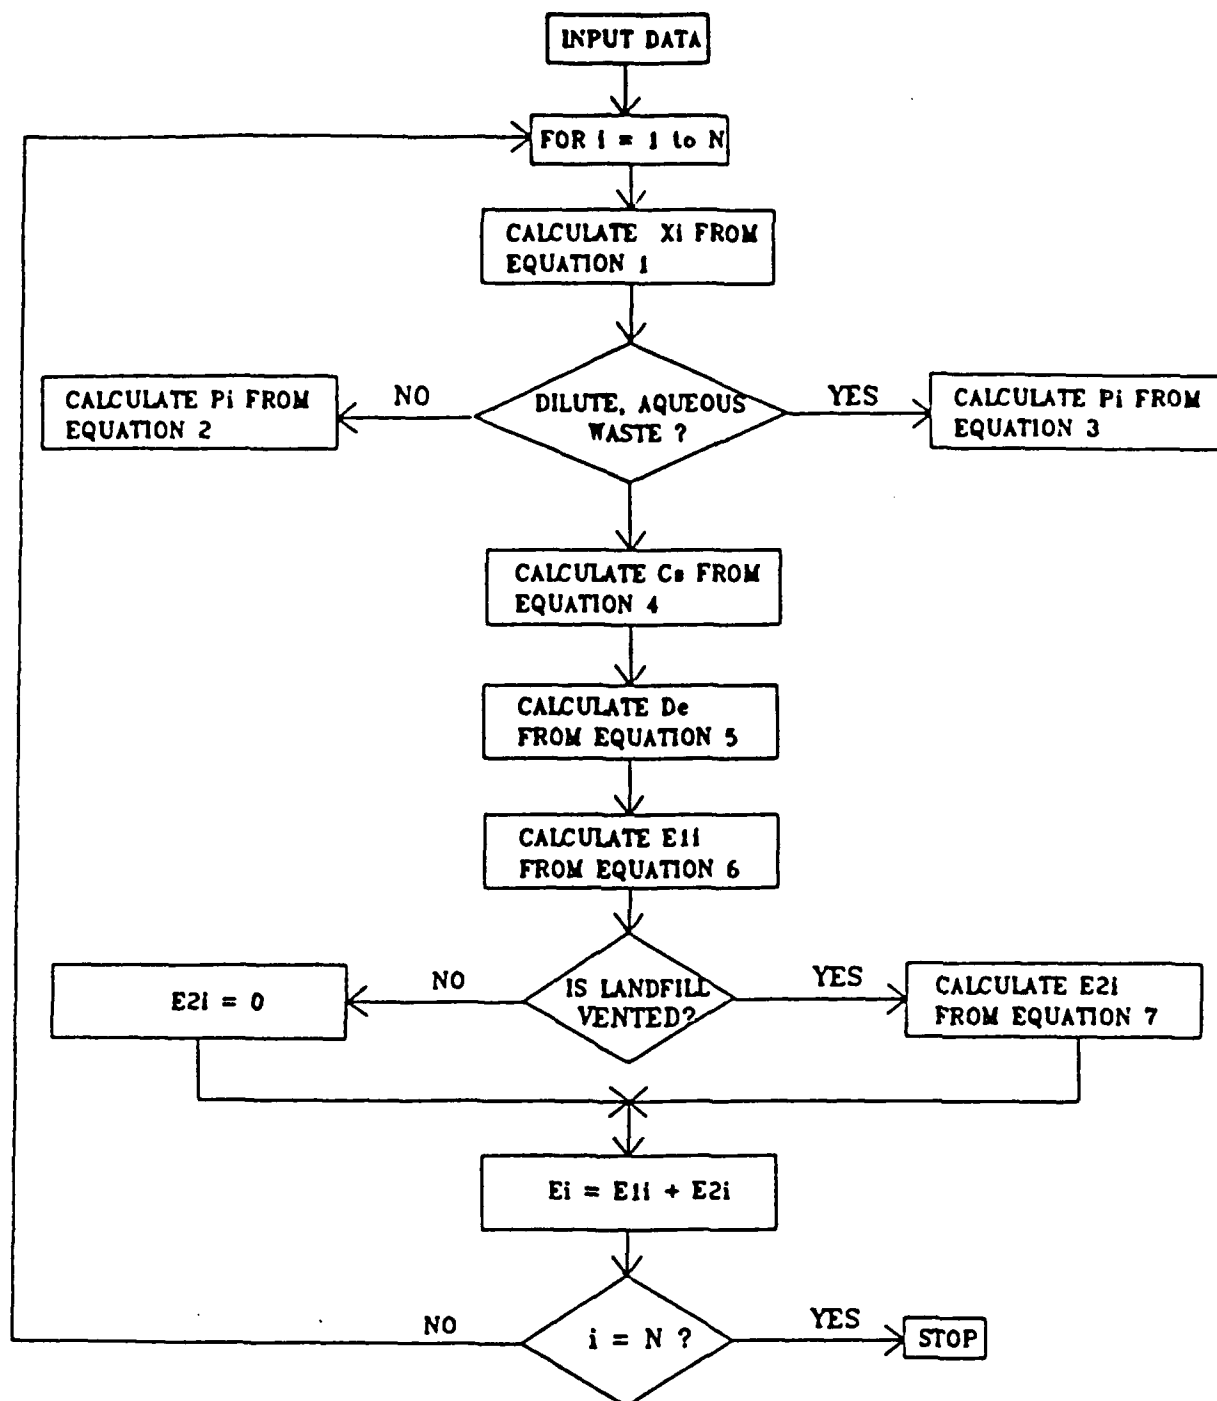 INPUT DATA
FOR i = 1 to N
CALCULATE Xi FROM
EQUATION 1
DILUTE, AQUEOUS
WASTE ?
NO
YES
CALCULATE Pi FROM
EQUATION 2
CALCULATE Pi FROM
EQUATION 3
CALCULATE Cs FROM
EQUATION 4
CALCULATE De
FROM EQUATION 5
CALCULATE E1i
FROM EQUATION 6
IS LANDFILL
VENTED?
NO
YES
E2i = 0
CALCULATE E2i
FROM EQUATION 7
Ei = E1i + E2i
i = N ?
NO
YES
STOP